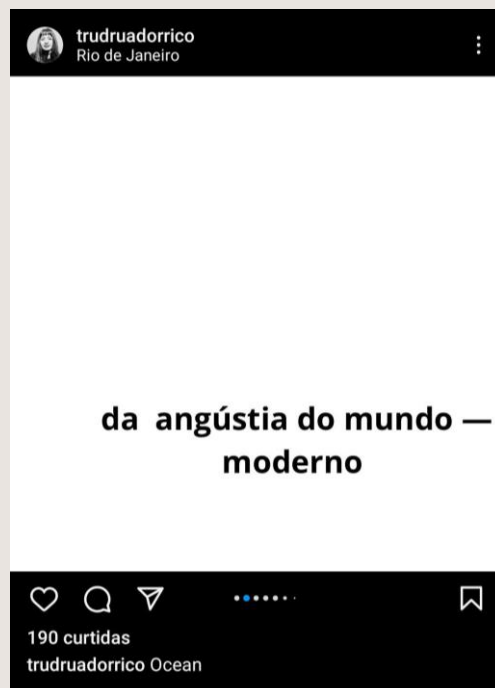 trudruadorrico
Rio de Janeiro
da  angústia do mundo —
moderno
190 curtidas
trudruadorrico Ocean